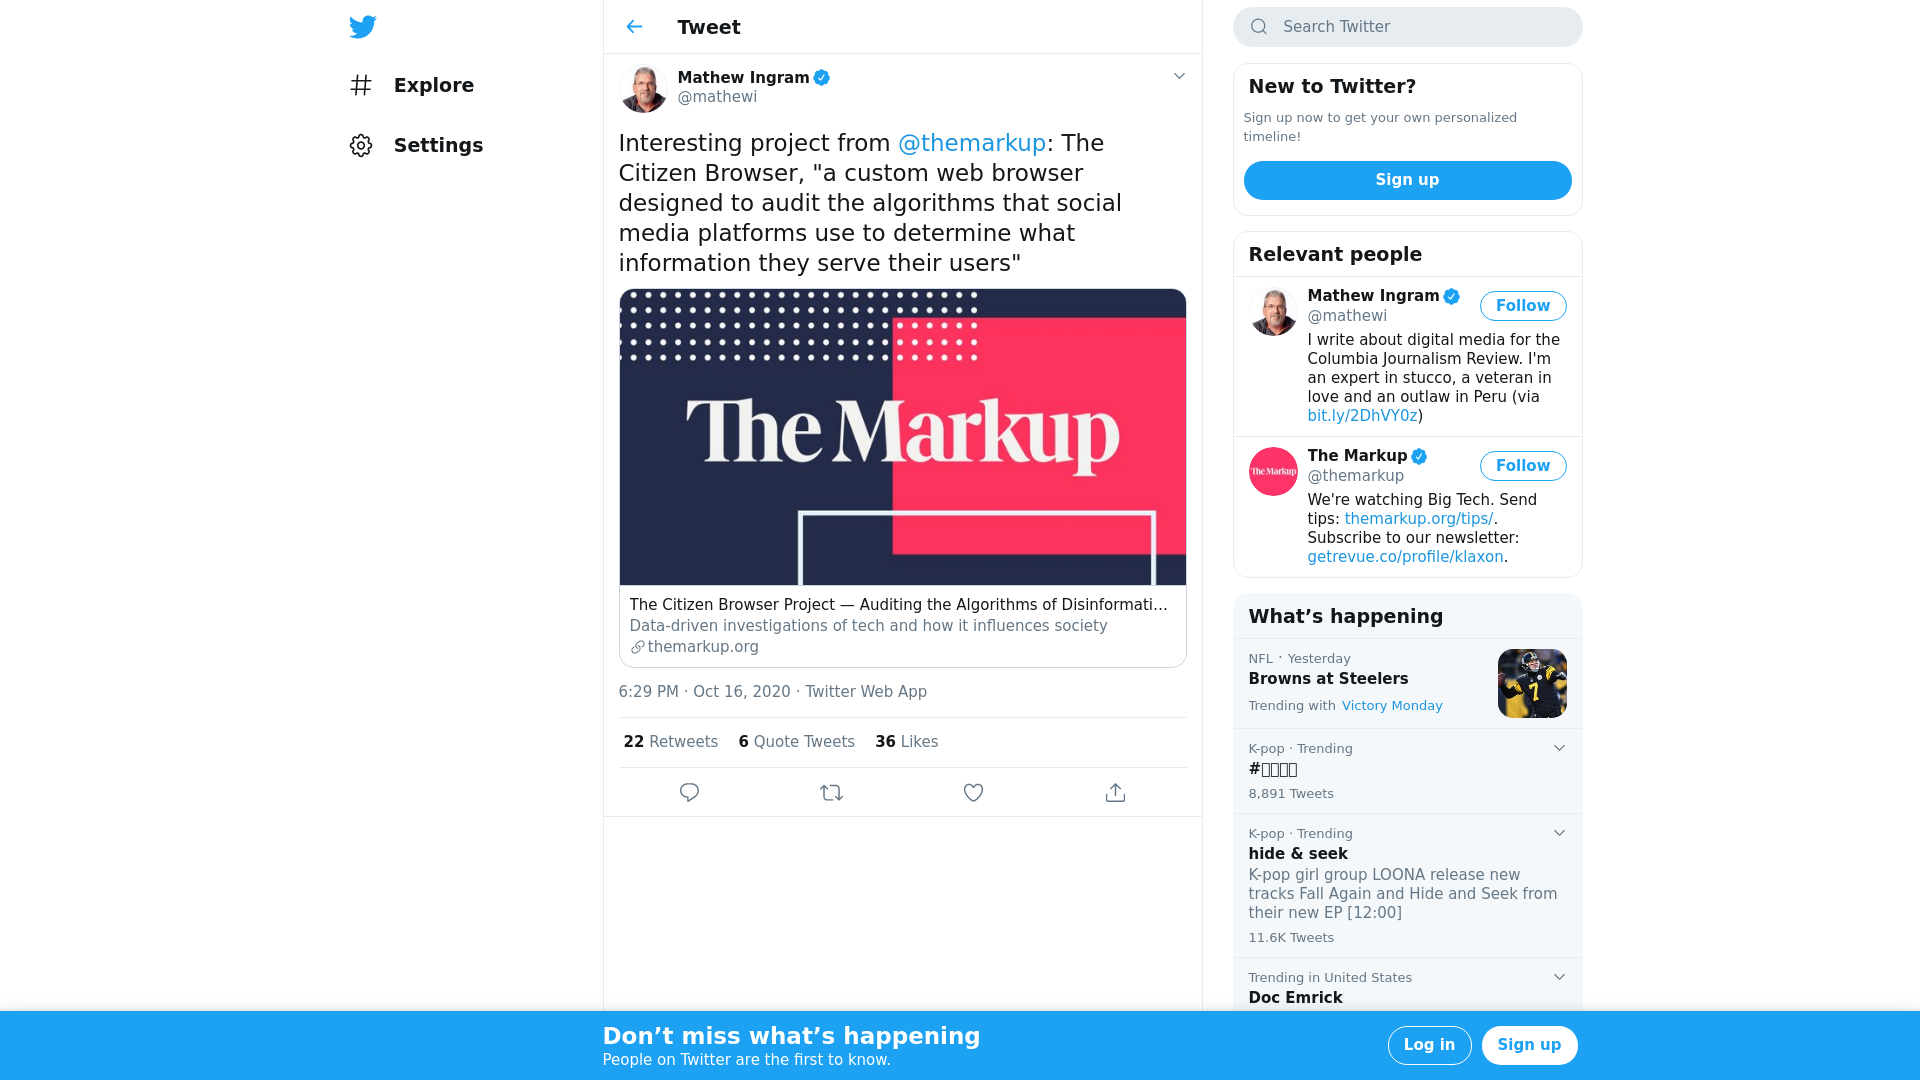 Explore
Settings
Tweet
Mathew Ingram
@mathewi
Interesting project from @themarkup: The
Citizen Browser, "a custom web browser
designed to audit the algorithms that social
media platforms use to determine what
information they serve their users"
The Markup
The Citizen Browser Project — Auditing the Algorithms of Disinformati…
Data-driven investigations of tech and how it influences society
themarkup.org
6:29 PM · Oct 16, 2020 · Twitter Web App
22 Retweets 6 Quote Tweets 36 Likes
Search Twitter
New to Twitter?
Sign up now to get your own personalized
timeline!
Sign up
Relevant people
Mathew Ingram
@mathewi
Follow
I write about digital media for the
Columbia Journalism Review. I'm
an expert in stucco, a veteran in
love and an outlaw in Peru (via
bit.ly/2DhVY0z)
The Markup
The Markup
@themarkup
Follow
We're watching Big Tech. Send
tips: themarkup.org/tips/.
Subscribe to our newsletter:
getrevue.co/profile/klaxon.
What's happening
NFL · Yesterday
Browns at Steelers
Trending with Victory Monday
7
K-pop · Trending
#
8,891 Tweets
K-pop · Trending
hide & seek
K-pop girl group LOONA release new
tracks Fall Again and Hide and Seek from
their new EP [12:00]
11.6K Tweets
Trending in United States
Doc Emrick
Don't miss what's happening
People on Twitter are the first to know.
Log in
Sign up